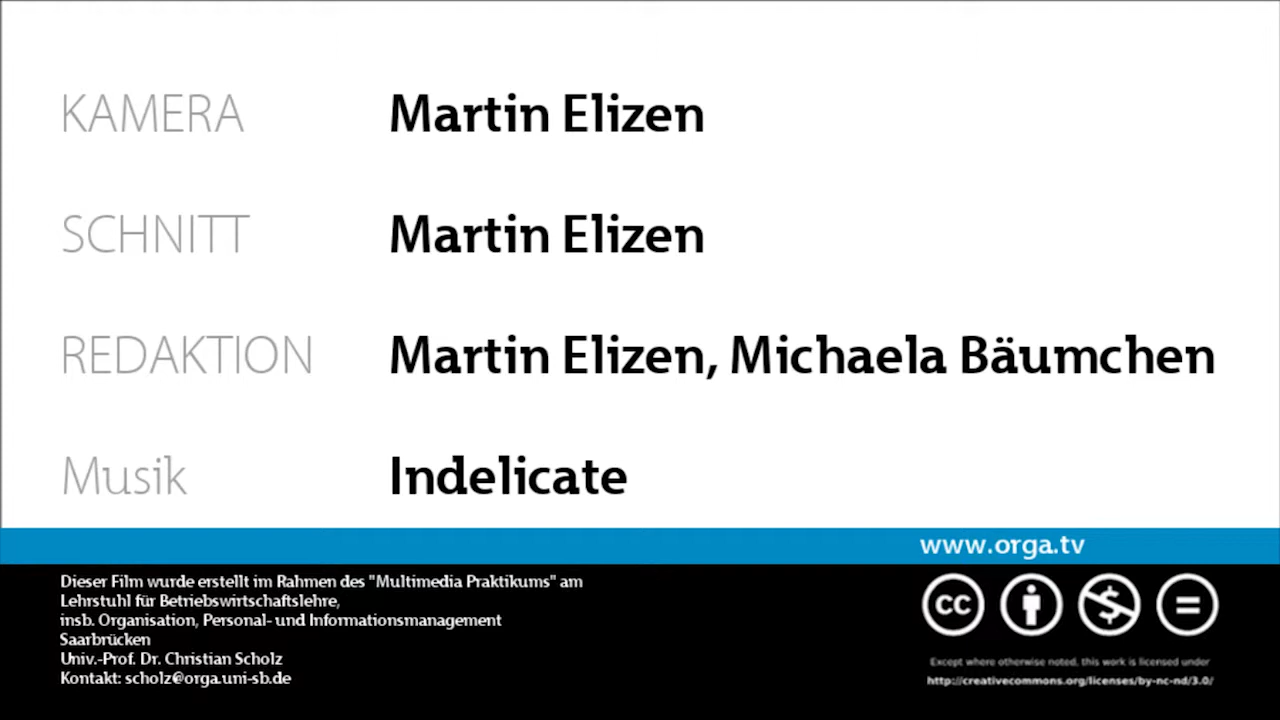 KAMERA Martin Elizen
SCHNITT Martin Elizen
REDAKTION Martin Elizen, Michaela Bäumchen
Musik Indelicate
www.orga.tv
Dieser Film wurde erstellt im Rahmen des "Multimedia Praktikums" am
Lehrstuhl für Betriebswirtschaftslehre,
insb. Organisation, Personal- und Informationsmanagement
Saarbrücken
Univ.-Prof. Dr. Christian Scholz
Kontakt: scholz@orga.uni-sb.de
cc
Except where otherwise noted, this work is licensed under
http://creativecommons.org/licenses/by-nc-nd/3.0/